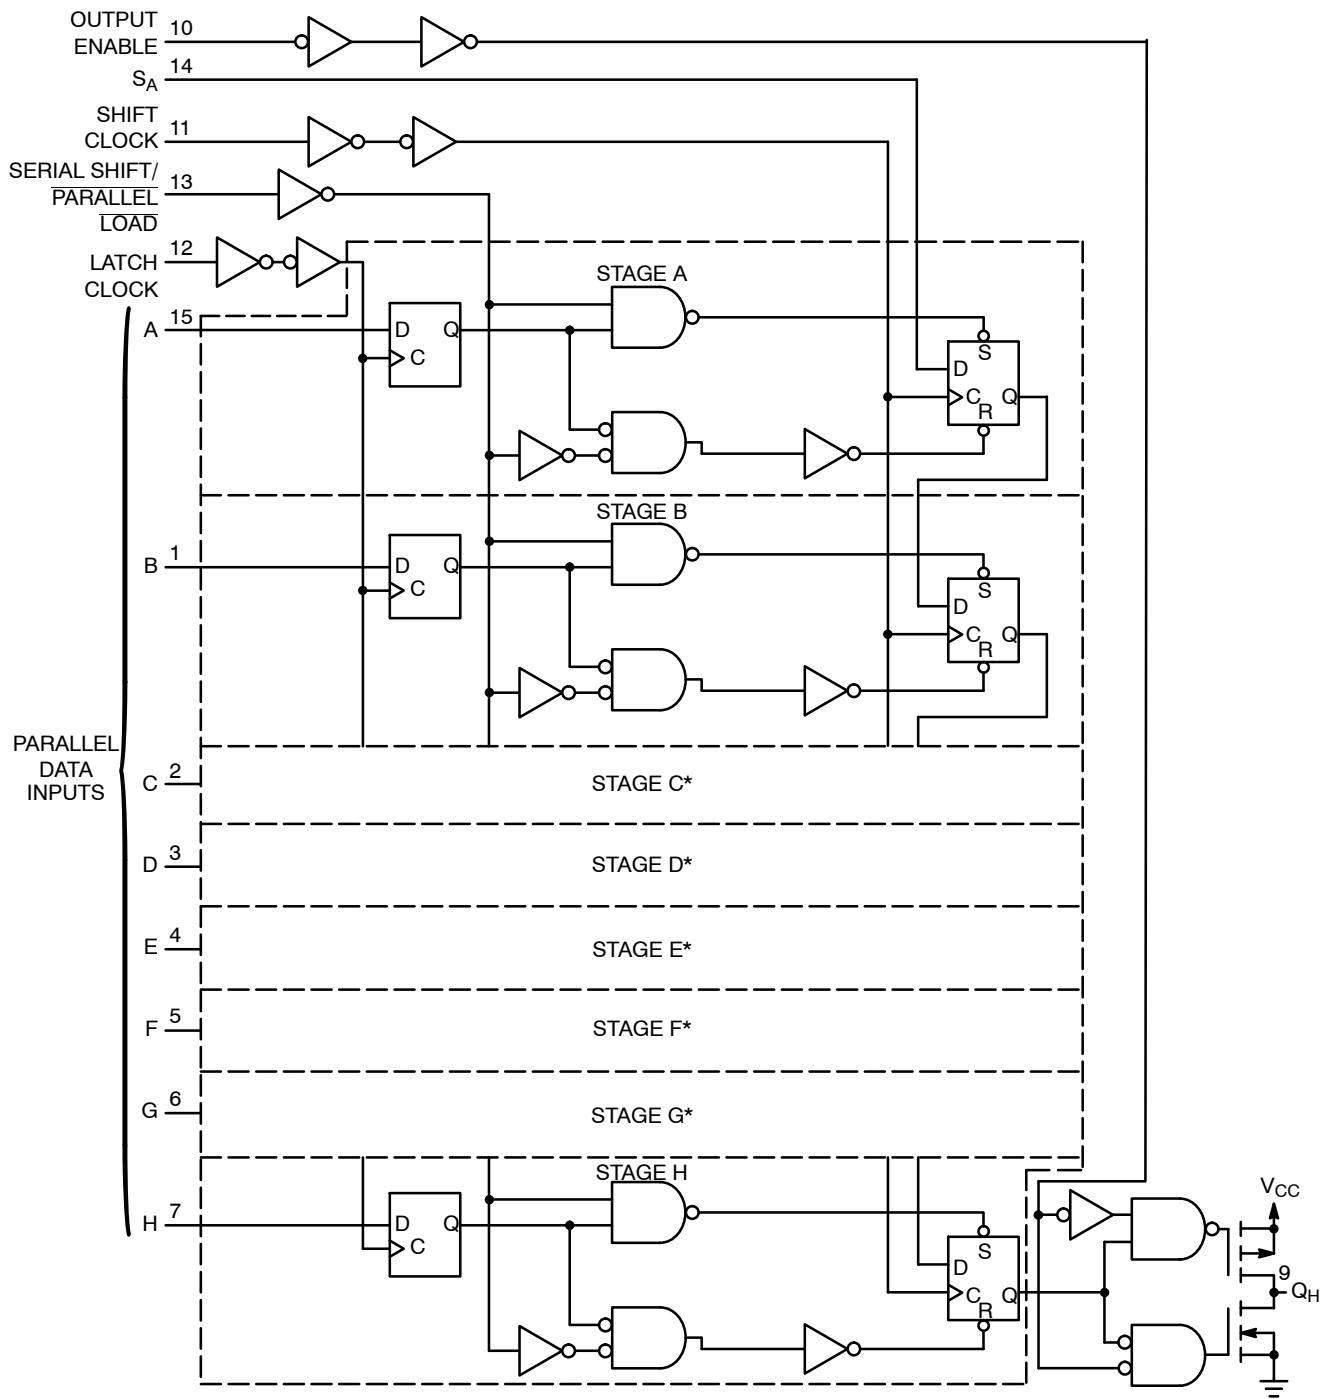 OUTPUT
ENABLE
10
SA
14
SHIFT
CLOCK
11
SERIAL SHIFT/
PARALLEL
LOAD
13
LATCH
CLOCK
12
STAGE A
A
15
D
Q
C
S
D
C
Q
R
STAGE B
B
1
D
Q
C
S
D
C
Q
R
PARALLEL
DATA
INPUTS
C
2
STAGE C*
D
3
STAGE D*
E
4
STAGE E*
F
5
STAGE F*
G
6
STAGE G*
STAGE H
H
7
D
Q
C
S
D
C
Q
R
VCC
9
QH